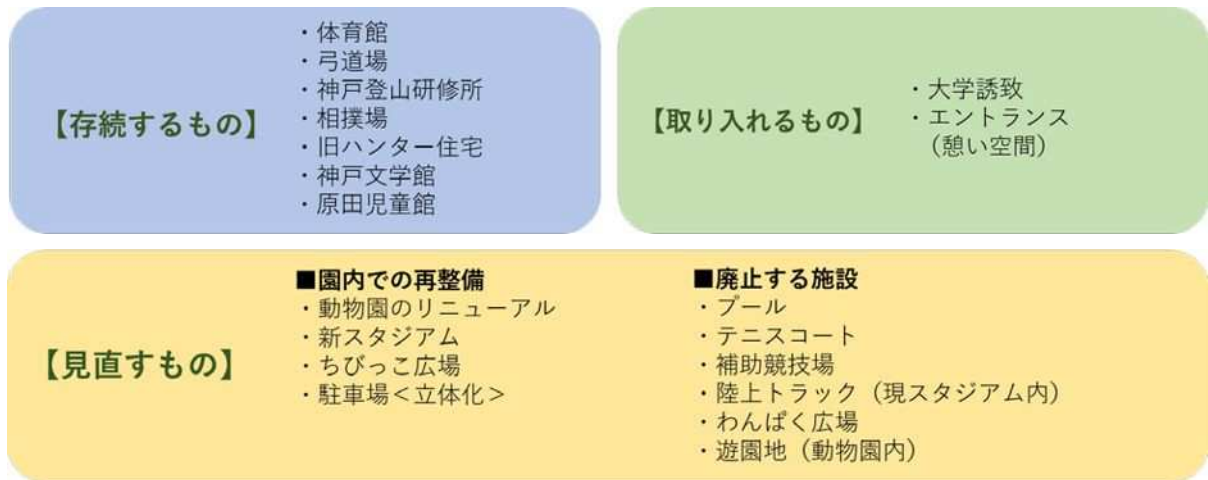 【存続するもの】
・体育館
・弓道場
・神戸登山研修所
・相撲場
・旧ハンター住宅
・神戸文学館
・原田児童館
【取り入れるもの】
・大学誘致
・エントランス
（憩い空間）
【見直すもの】
■園内での再整備
・動物園のリニューアル
・新スタジアム
・ちびっこ広場
・駐車場＜立体化＞
■廃止する施設
・プール
・テニスコート
・補助競技場
・陸上トラック（現スタジアム内）
・わんぱく広場
・遊園地（動物園内）